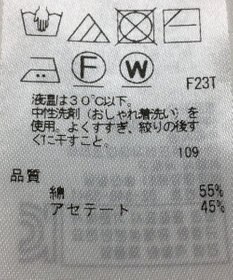 F
W
F23T
液温は30℃以下。
中性洗剤(おしゃれ着洗い)を
使用。よくすすぎ、絞りの後す
ぐに干すこと。
109
品質
綿 55%
アセテート 45%